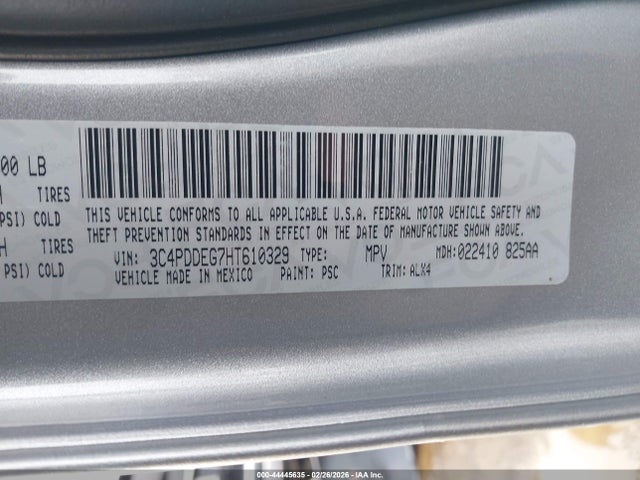 00 LB
TIRES
PSI) COLD
TIRES
PSI) COLD
THIS VEHICLE CONFORMS TO ALL APPLICABLE U.S.A. FEDERAL MOTOR VEHICLE SAFETY AND
THEFT PREVENTION STANDARDS IN EFFECT ON THE DATE OF MANUFACTURE SHOWN ABOVE.
VIN: 3C4PDDEG7HT610329 TYPE: MPV MDH:022410 825AA
VEHICLE MADE IN MEXICO PAINT: PSC TRIM: ALX4
000-44445635 - 02/26/2026 - IAAI.COM